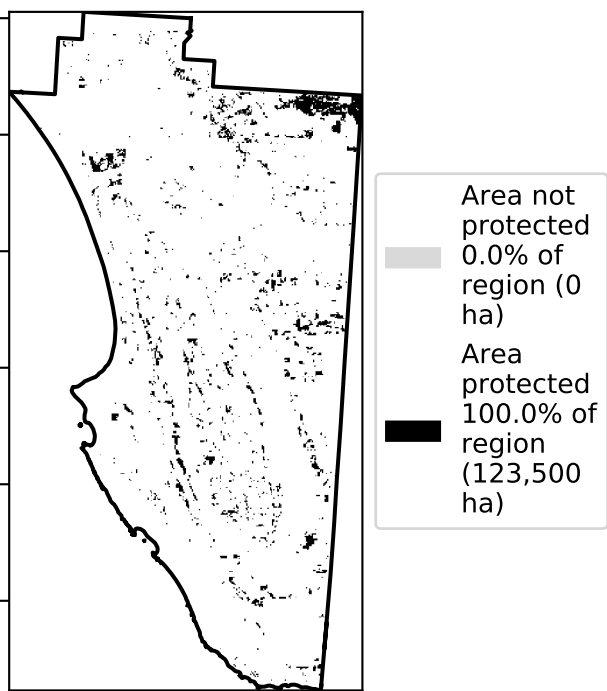 Area not
protected
0.0% of
region (0
ha)
Area
protected
100.0% of
region
(123,500
ha)